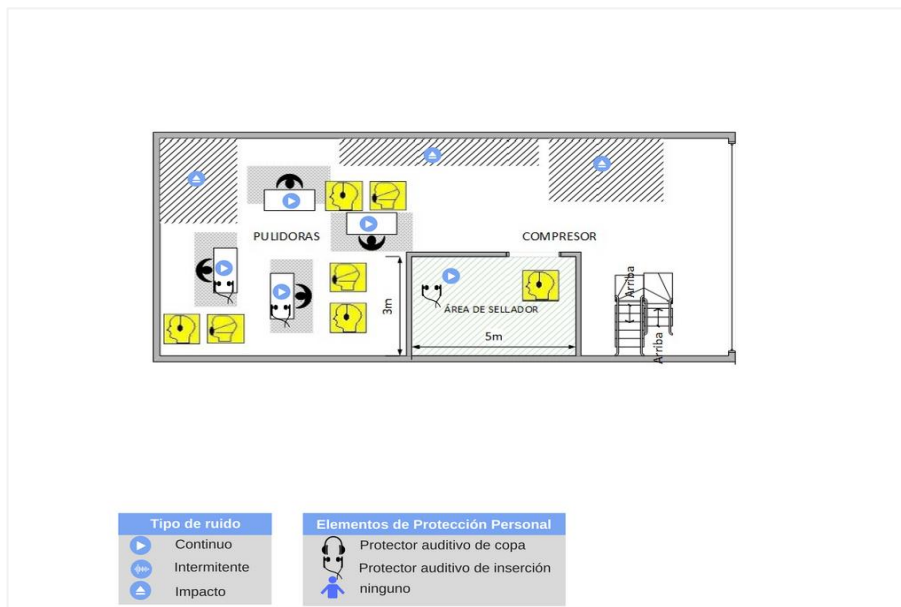 PULIDORAS
COMPRESOR
Arriba
3m
ÁREA DE SELLADOR
5m
Arriba
Tipo de ruido
Continuo
Intermitente
Impacto
Elementos de Protección Personal
Protector auditivo de copa
Protector auditivo de inserción
ninguno